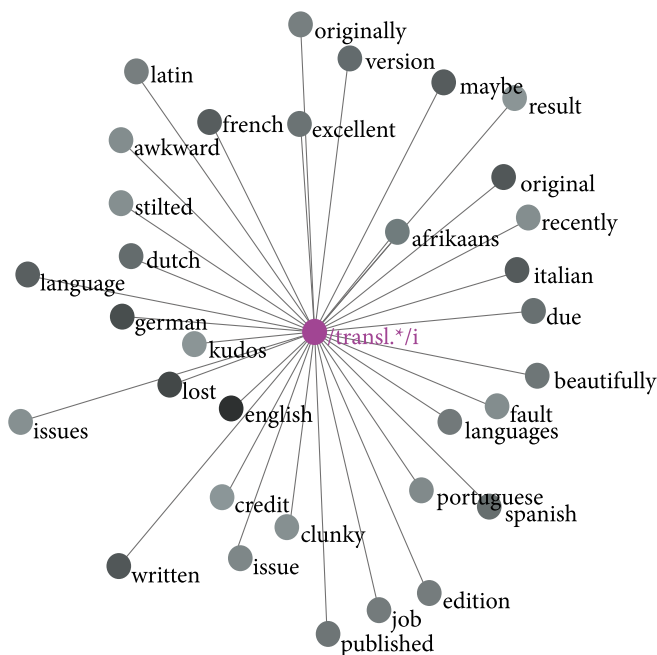 originally
version
latin
maybe
result
french
excellent
awkward
original
stilted
recently
afrikaans
dutch
italian
language
german
due
/transl.*/i
kudos
beautifully
lost
english
fault
issues
languages
portuguese
credit
spanish
clunky
issue
written
edition
job
published